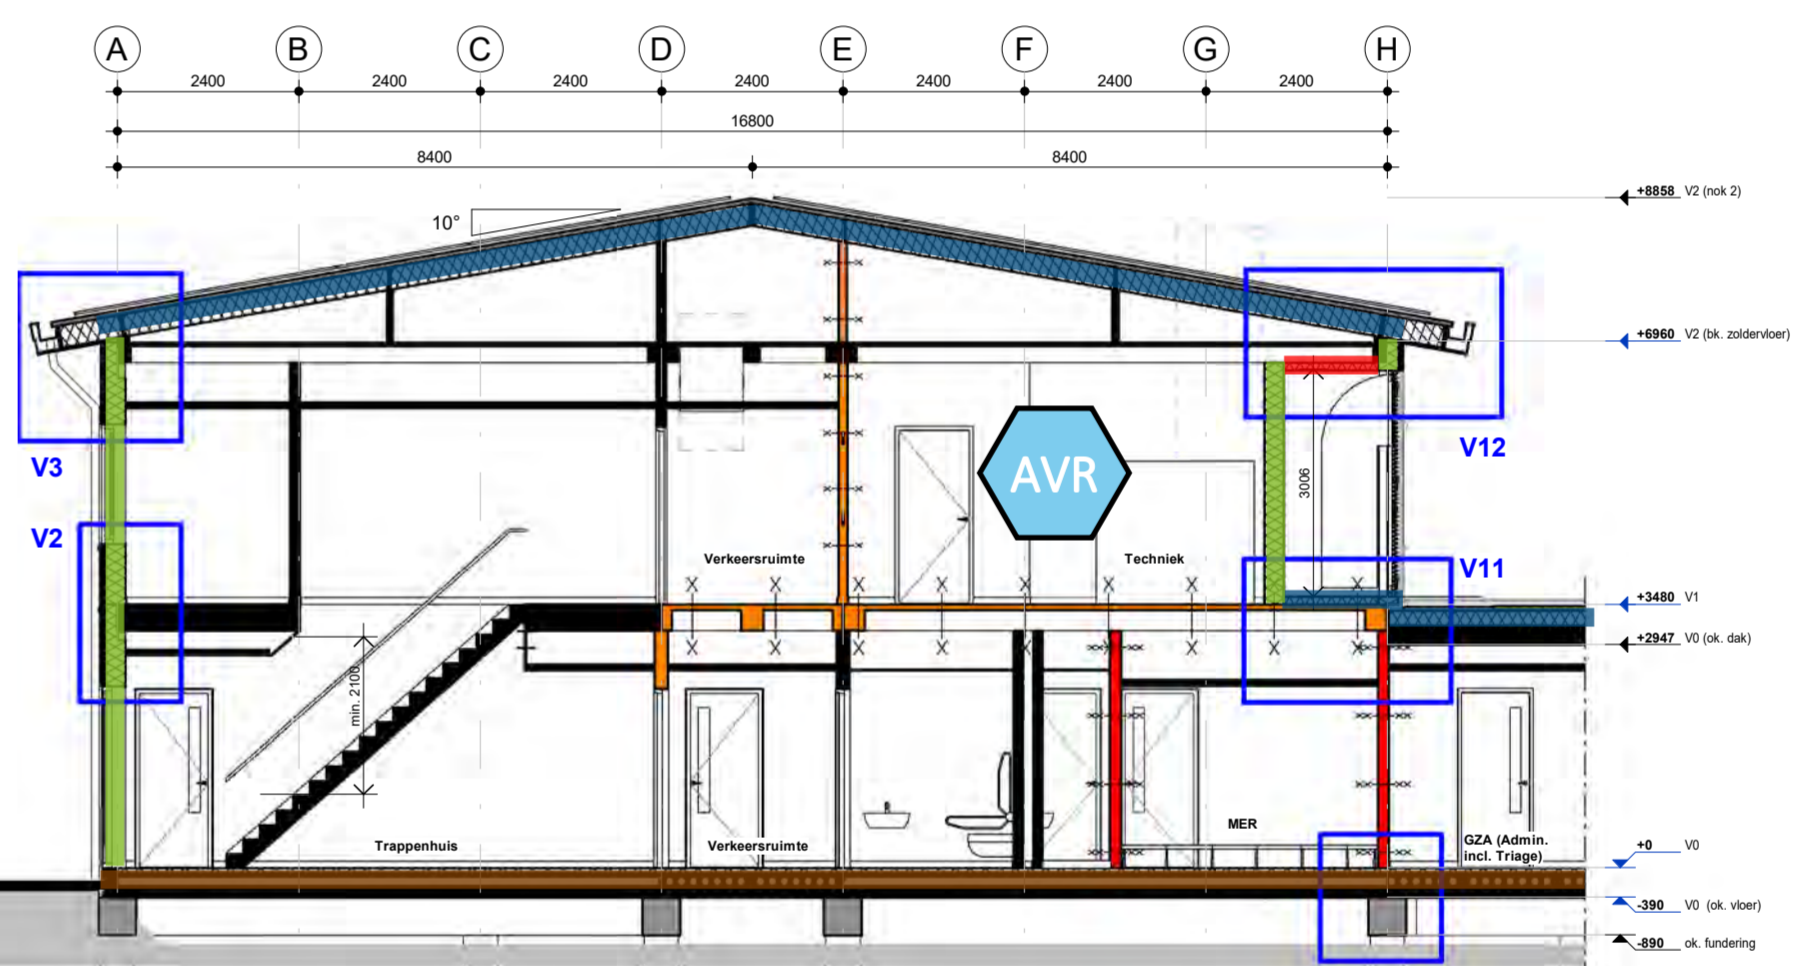 A B C D E F G H
2400 2400 2400 2400 2400 2400 2400
16800
8400 8400
+8858 V2 (nok 2)
10°
+6960 V2 (bk. zoldervloer)
V3
V12
AVR
3006
V2
Verkeersruimte
Techniek
V11
+3480 V1
+2947 V0 (ok. dak)
min. 2100
MER
Trappenhuis
Verkeersruimte
GZA (Admin.
incl. Triage)
+0 V0
-390 V0 (ok. vloer)
-890 ok. fundering